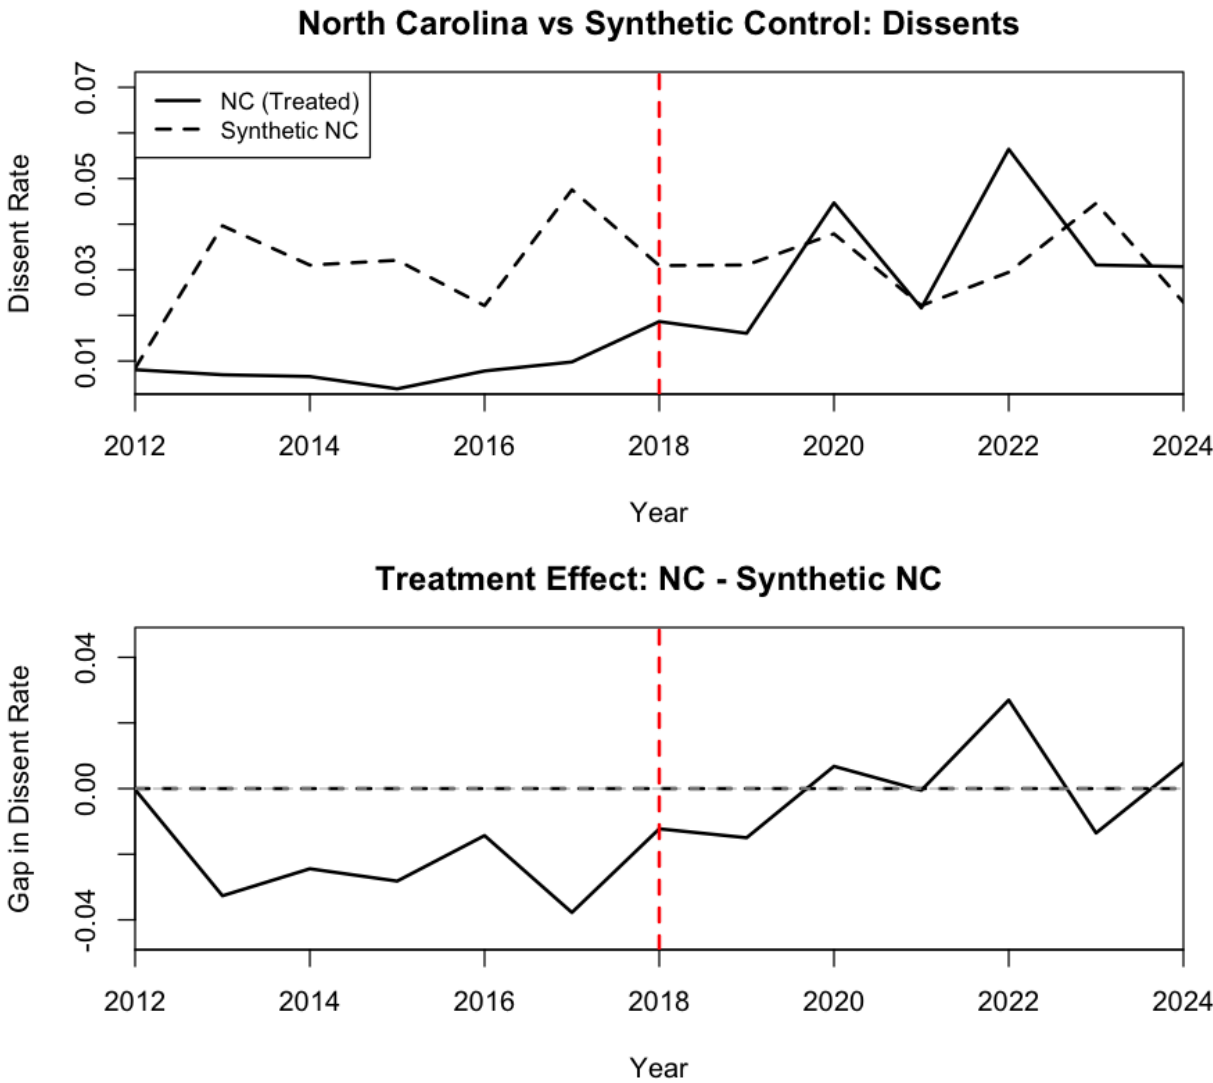 North Carolina vs Synthetic Control: Dissents
NC (Treated)
Synthetic NC
Dissent Rate
0.07
0.05
0.03
0.01
2012 2014 2016 2018 2020 2022 2024
Year
Treatment Effect: NC - Synthetic NC
Gap in Dissent Rate
0.04
0.00
-0.04
2012 2014 2016 2018 2020 2022 2024
Year